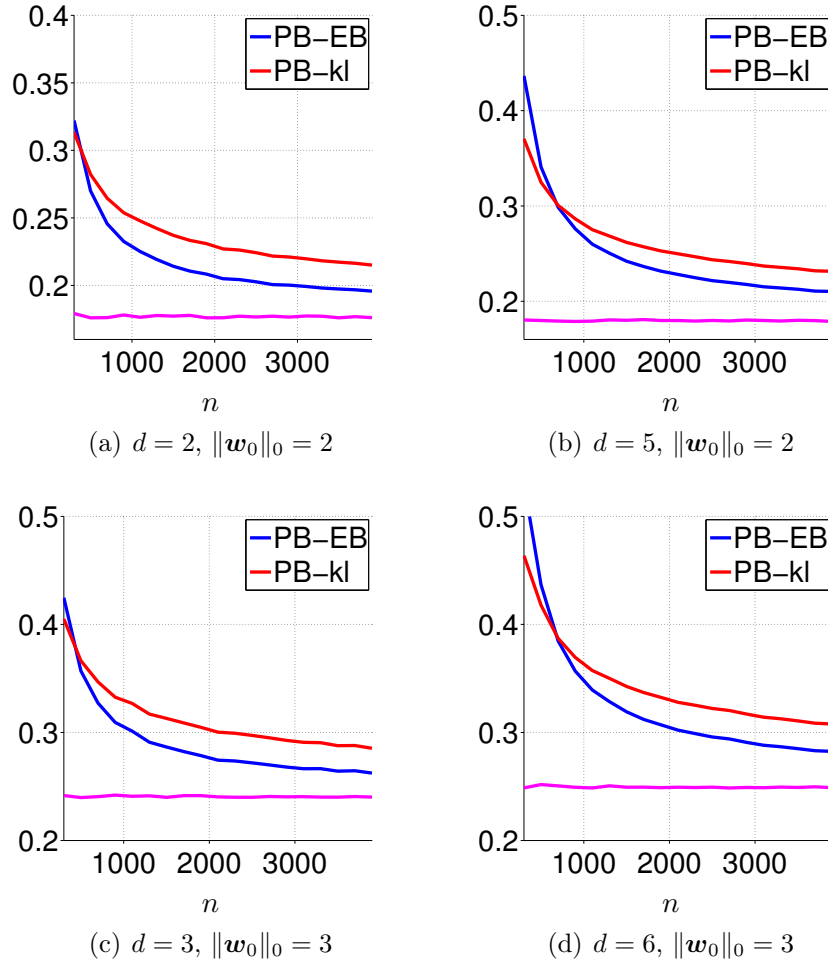 0.4
0.35
0.3
0.25
0.2
PB-EB
PB-kl
1000 2000 3000
n
(a) d = 2, ‖w₀‖₀ = 2
0.5
0.4
0.3
0.2
PB-EB
PB-kl
1000 2000 3000
n
(b) d = 5, ‖w₀‖₀ = 2
0.5
0.4
0.3
0.2
PB-EB
PB-kl
1000 2000 3000
n
(c) d = 3, ‖w₀‖₀ = 3
0.5
0.4
0.3
0.2
PB-EB
PB-kl
1000 2000 3000
n
(d) d = 6, ‖w₀‖₀ = 3